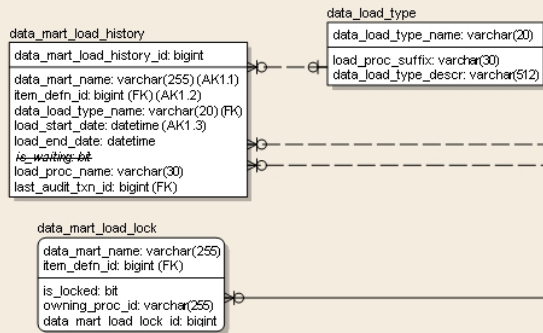 data_mart_load_history
data_mart_load_history_id: bigint
data_mart_name: varchar(255) (AK1.1)
item_defn_id: bigint (FK) (AK1.2)
data_load_type_name: varchar(20) (FK)
load_start_date: datetime (AK1.3)
load_end_date: datetime
is_waiting: bit
load_proc_name: varchar(30)
last_audit_txn_id: bigint (FK)
data_load_type
data_load_type_name: varchar(20)
load_proc_suffix: varchar(30)
data_load_type_descr: varchar(512)
data_mart_load_lock
data_mart_name: varchar(255)
item_defn_id: bigint (FK)
is_locked: bit
owning_proc_id: varchar(255)
data_mart_load_lock_id: bigint